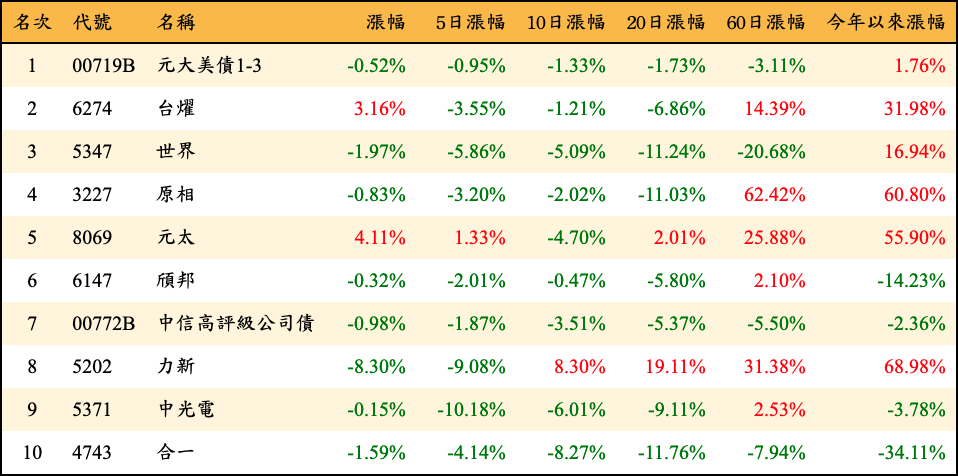 名次 代號 名稱 漲幅 5日漲幅 10日漲幅 20日漲幅 60日漲幅 今年以來漲幅
1 00719B 元大美債1-3 -0.52% -0.95% -1.33% -1.73% -3.11% 1.76%
2 6274 台燿 3.16% -3.55% -1.21% -6.86% 14.39% 31.98%
3 5347 世界 -1.97% -5.86% -5.09% -11.24% -20.68% 16.94%
4 3227 原相 -0.83% -3.20% -2.02% -11.03% 62.42% 60.80%
5 8069 元太 4.11% 1.33% -4.70% 2.01% 25.88% 55.90%
6 6147 頎邦 -0.32% -2.01% -0.47% -5.80% 2.10% -14.23%
7 00772B 中信高評級公司債 -0.98% -1.87% -3.51% -5.37% -5.50% -2.36%
8 5202 力新 -8.30% -9.08% 8.30% 19.11% 31.38% 68.98%
9 5371 中光電 -0.15% -10.18% -6.01% -9.11% 2.53% -3.78%
10 4743 合一 -1.59% -4.14% -8.27% -11.76% -7.94% -34.11%